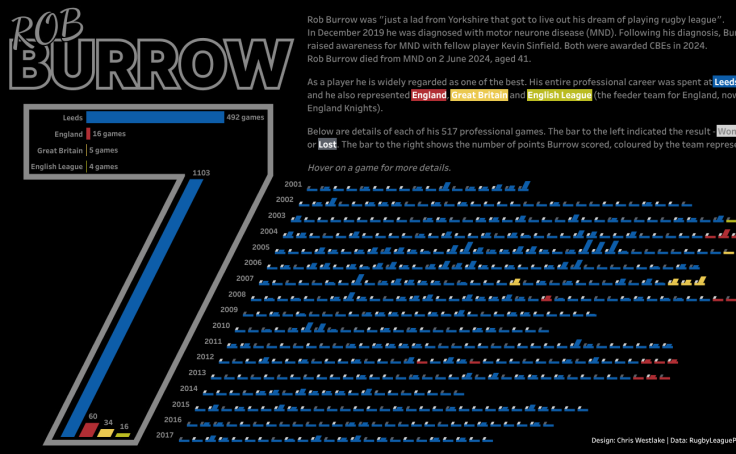 ROB
BURROW
Rob Burrow was "just a lad from Yorkshire that got to live out his dream of playing rugby league".
In December 2019 he was diagnosed with motor neurone disease (MND). Following his diagnosis,
raised awareness for MND with fellow player Kevin Sinfield. Both were awarded CBEs in 2024.
Rob Burrow died from MND on 2 June 2024, aged 41.
As a player he is widely regarded as one of the best. His entire professional career was spent at Leeds
and he also represented England, Great Britain and English League (the feeder team for England,
England Knights).
Below are details of each of his 517 professional games. The bar to the left indicated the result - Won
or Lost. The bar to the right shows the number of points Burrow scored, coloured by the team
Hover on a game for more details.
Leeds 492 games
England 16 games
Great Britain 5 games
English League 4 games
1103
60
34
16
2001
2002
2003
2004
2005
2006
2007
2008
2009
2010
2011
2012
2013
2014
2015
2016
2017
Design: Chris Westlake | Data: